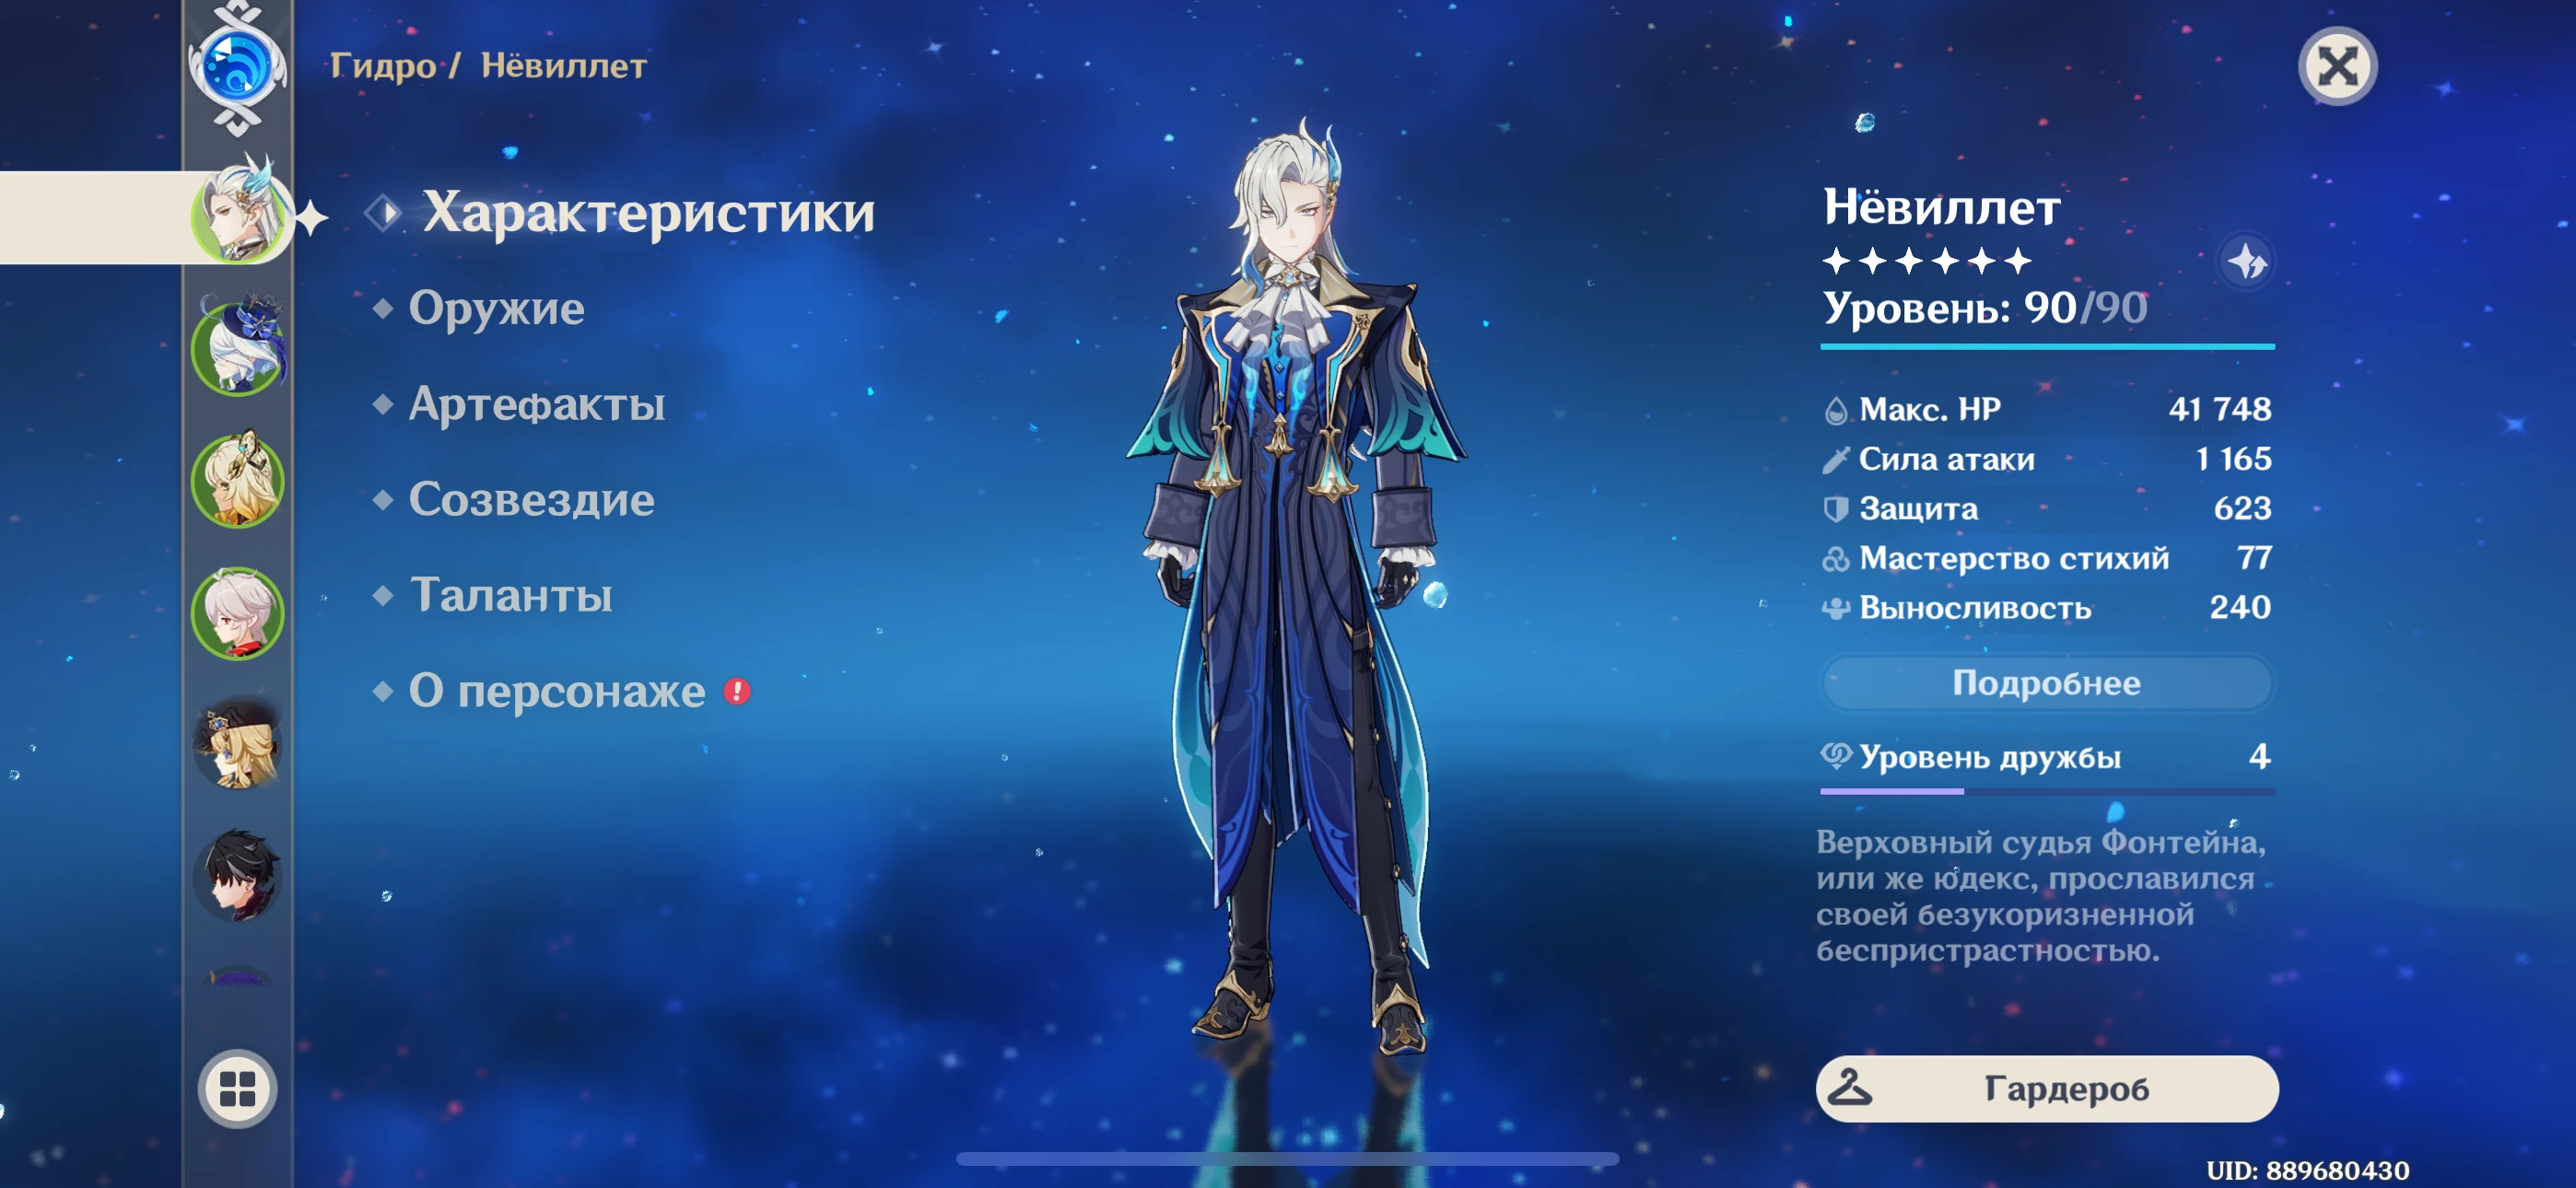 Гидро / Нёвиллет
Характеристики
Оружие
Артефакты
Созвездие
Таланты
О персонаже
Нёвиллет
Уровень: 90/90
Макс. HP 41 748
Сила атаки 1 165
Защита 623
Мастерство стихий 77
Выносливость 240
Подробнее
Уровень дружбы 4
Верховный судья Фонтейна,
или же юдекс, прославился
своей безукоризненной
беспристрастностью.
Гардероб
UID: 889680430